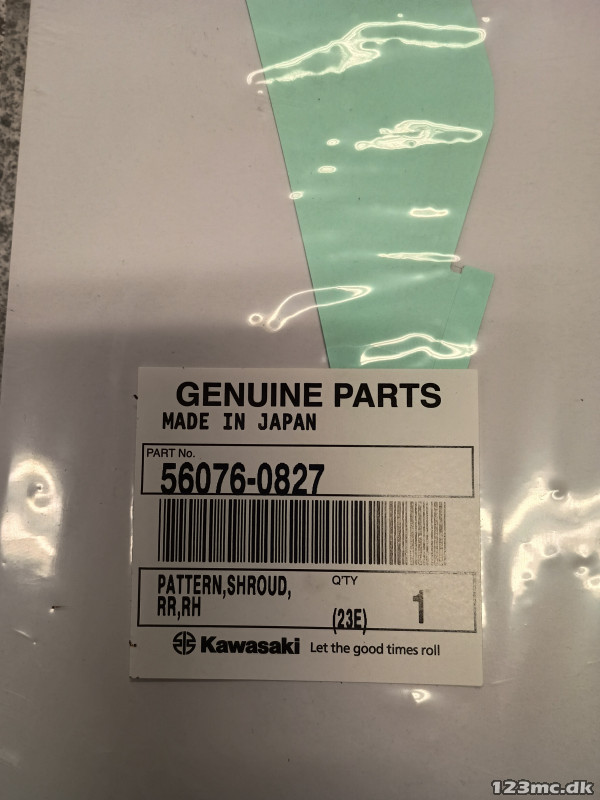 GENUINE PARTS
MADE IN JAPAN
PART No.
56076-0827
PATTERN,SHROUD,
RR,RH
Q'TY
(23E)
1
Kawasaki Let the good times roll
123mc.dk